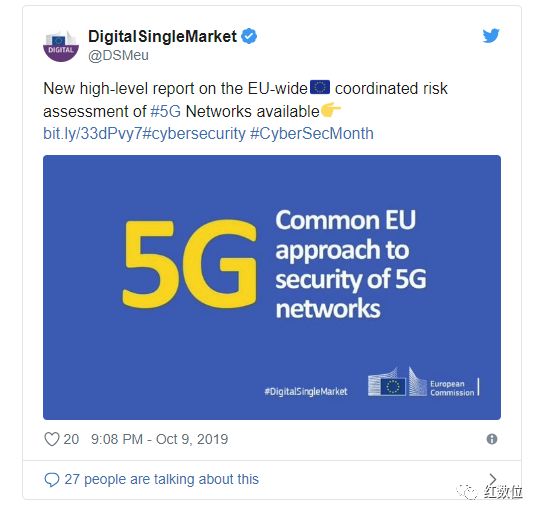 DigitalSingleMarket
@DSMeu
DIGITAL
New high-level report on the EU-wide🇪🇺 coordinated risk
assessment of #5G Networks available👉
bit.ly/33dPvy7#cybersecurity #CyberSecMonth
5G
Common EU
approach to
security of 5G
networks
#DigitalSingleMarket
European
Commission
20 9:08 PM - Oct 9, 2019
27 people are talking about this
红数位